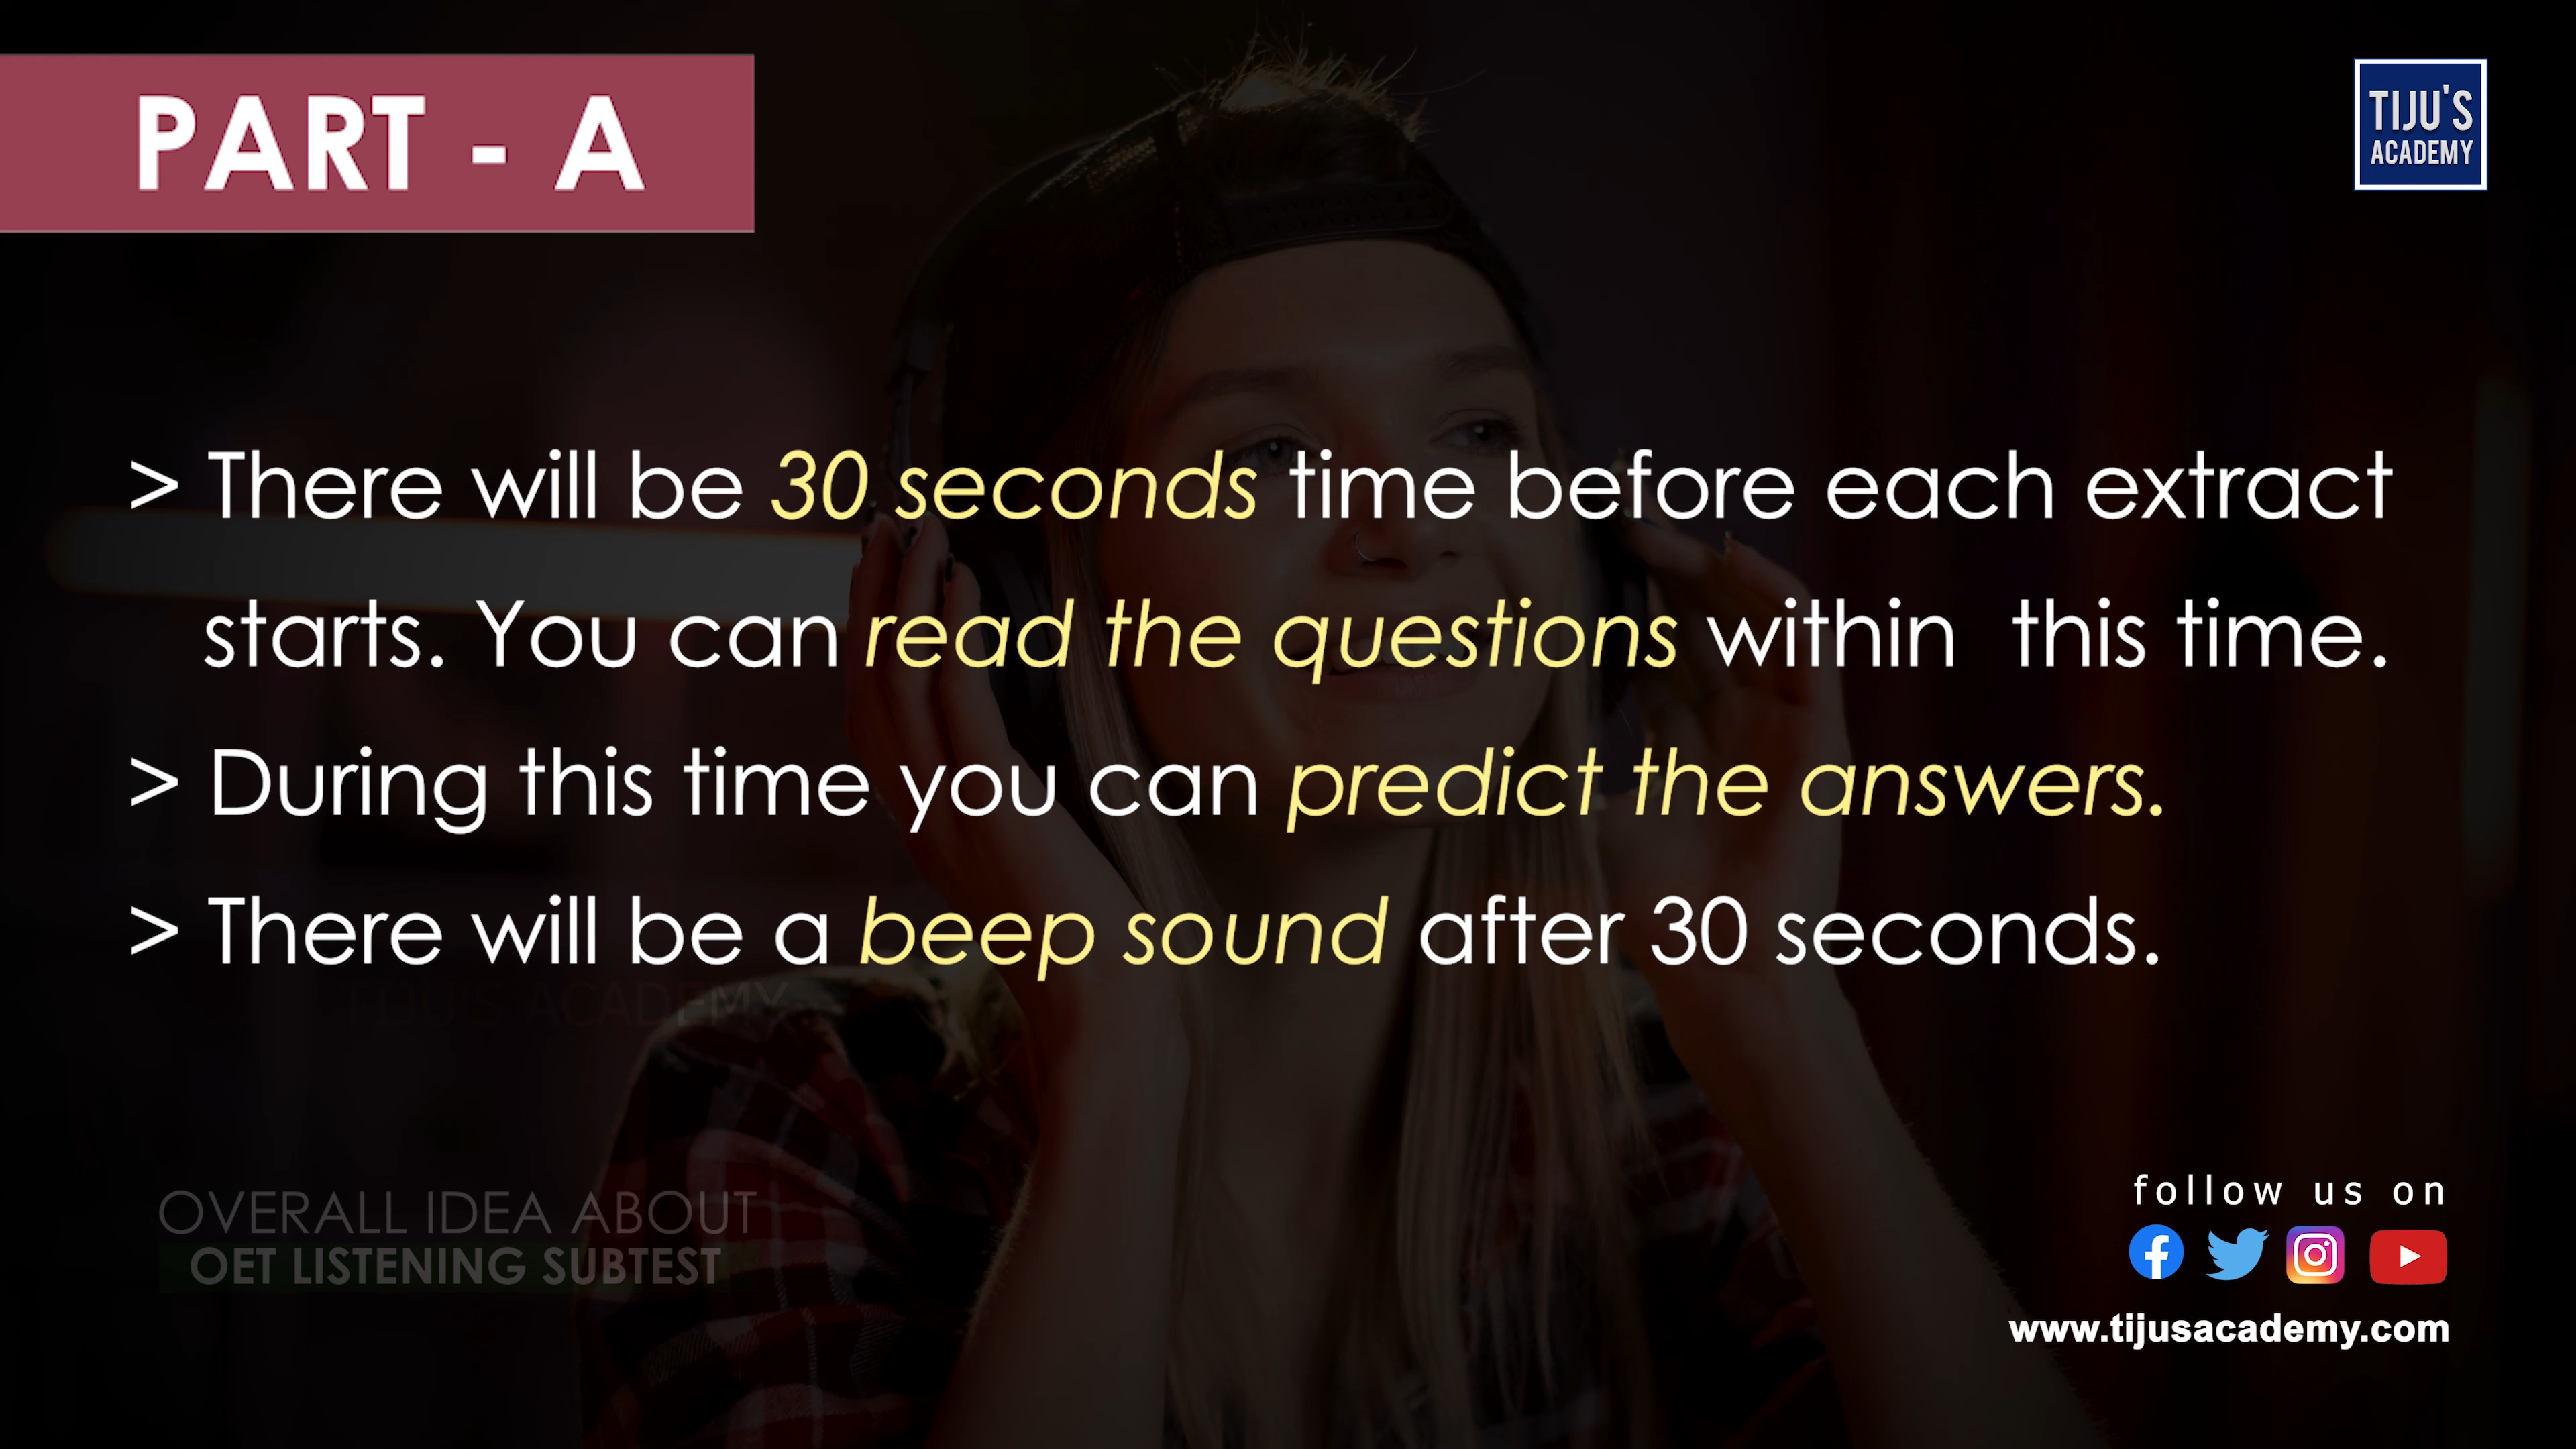 PART - A
TIJU'S
ACADEMY
> There will be 30 seconds time before each extract
starts. You can read the questions within this time.
> During this time you can predict the answers.
> There will be a beep sound after 30 seconds.
TIJU'S ACADEMY
OVERALL IDEA ABOUT
OET LISTENING SUBTEST
follow us on
www.tijusacademy.com